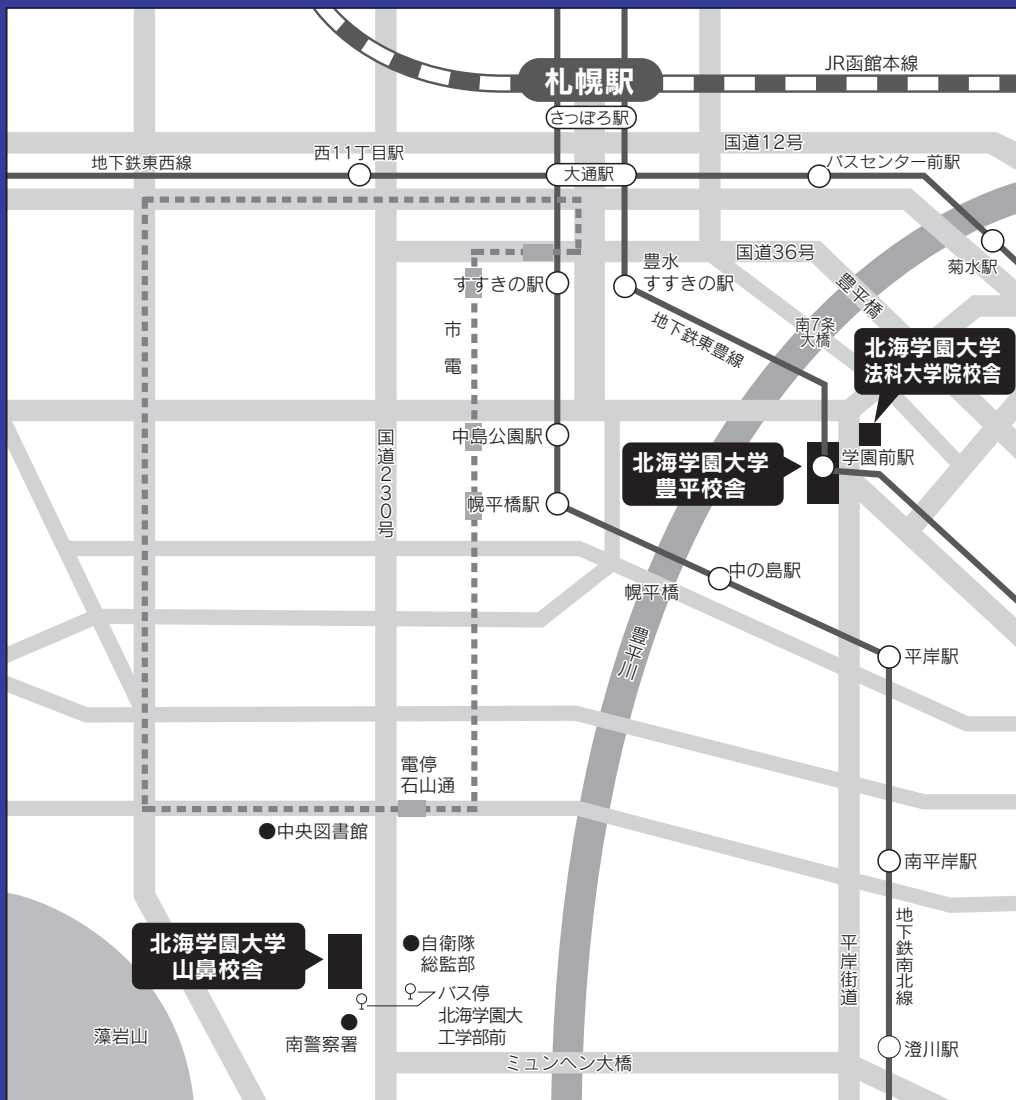 JR函館本線
札幌駅
さっぽろ駅
国道12号
地下鉄東西線
西11丁目駅
大通駅
バスセンター前駅
国道36号
菊水駅
すすきの駅
豊水
すすきの駅
豊平橋
市電
地下鉄東豊線
南7条
大橋
北海学園大学
法科大学院校舎
国道230号
中島公園駅
北海学園大学
豊平校舎
学園前駅
幌平橋駅
中の島駅
幌平橋
豊平川
平岸駅
電停
石山通
中央図書館
南平岸駅
北海学園大学
山鼻校舎
自衛隊
総監部
平岸街道
地下鉄南北線
バス停
北海学園大
工学部前
藻岩山
南警察署
ミュンヘン大橋
澄川駅